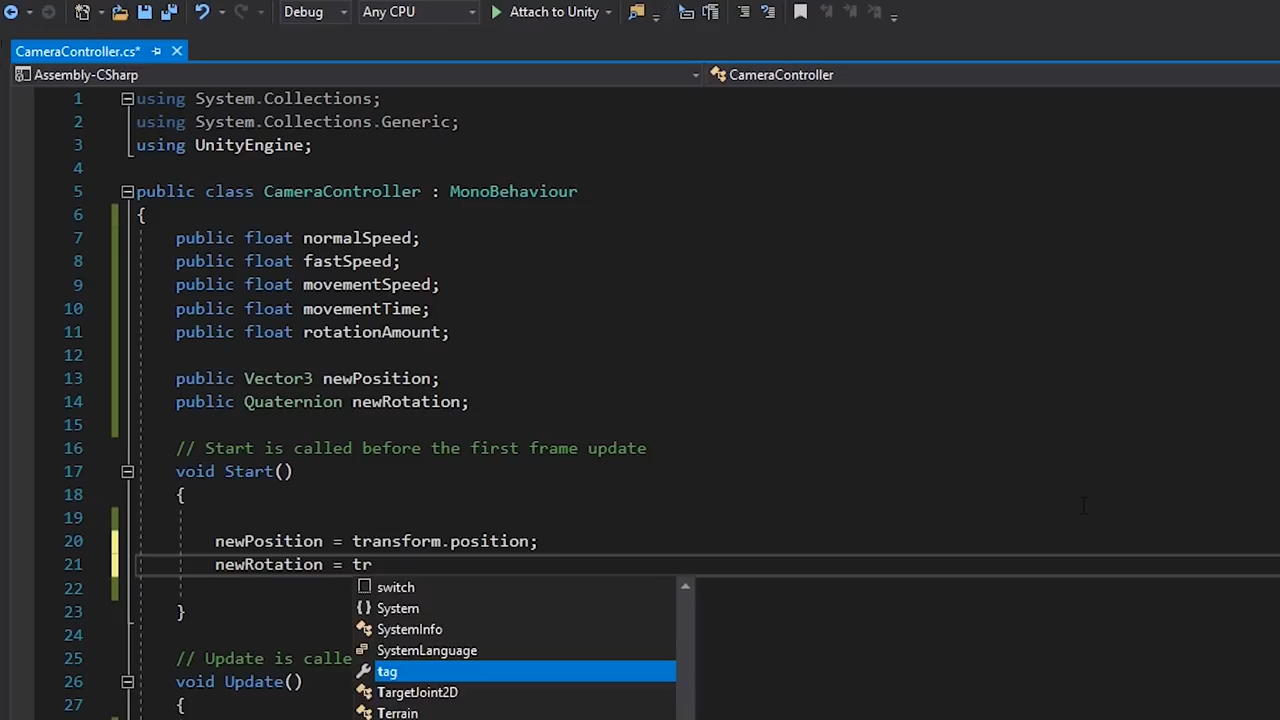 Debug Any CPU Attach to Unity
CameraController.cs*
Assembly-CSharp CameraController
1 using System.Collections;
2 using System.Collections.Generic;
3 using UnityEngine;
4
5 public class CameraController : MonoBehaviour
6 {
7 public float normalSpeed;
8 public float fastSpeed;
9 public float movementSpeed;
10 public float movementTime;
11 public float rotationAmount;
12
13 public Vector3 newPosition;
14 public Quaternion newRotation;
15
16 // Start is called before the first frame update
17 void Start()
18 {
19
20 newPosition = transform.position;
21 newRotation = tr
22 switch
System
23 }
SystemInfo
24
25 // Update is calle
SystemLanguage
tag
26 void Update()
TargetJoint2D
27 {
Terrain